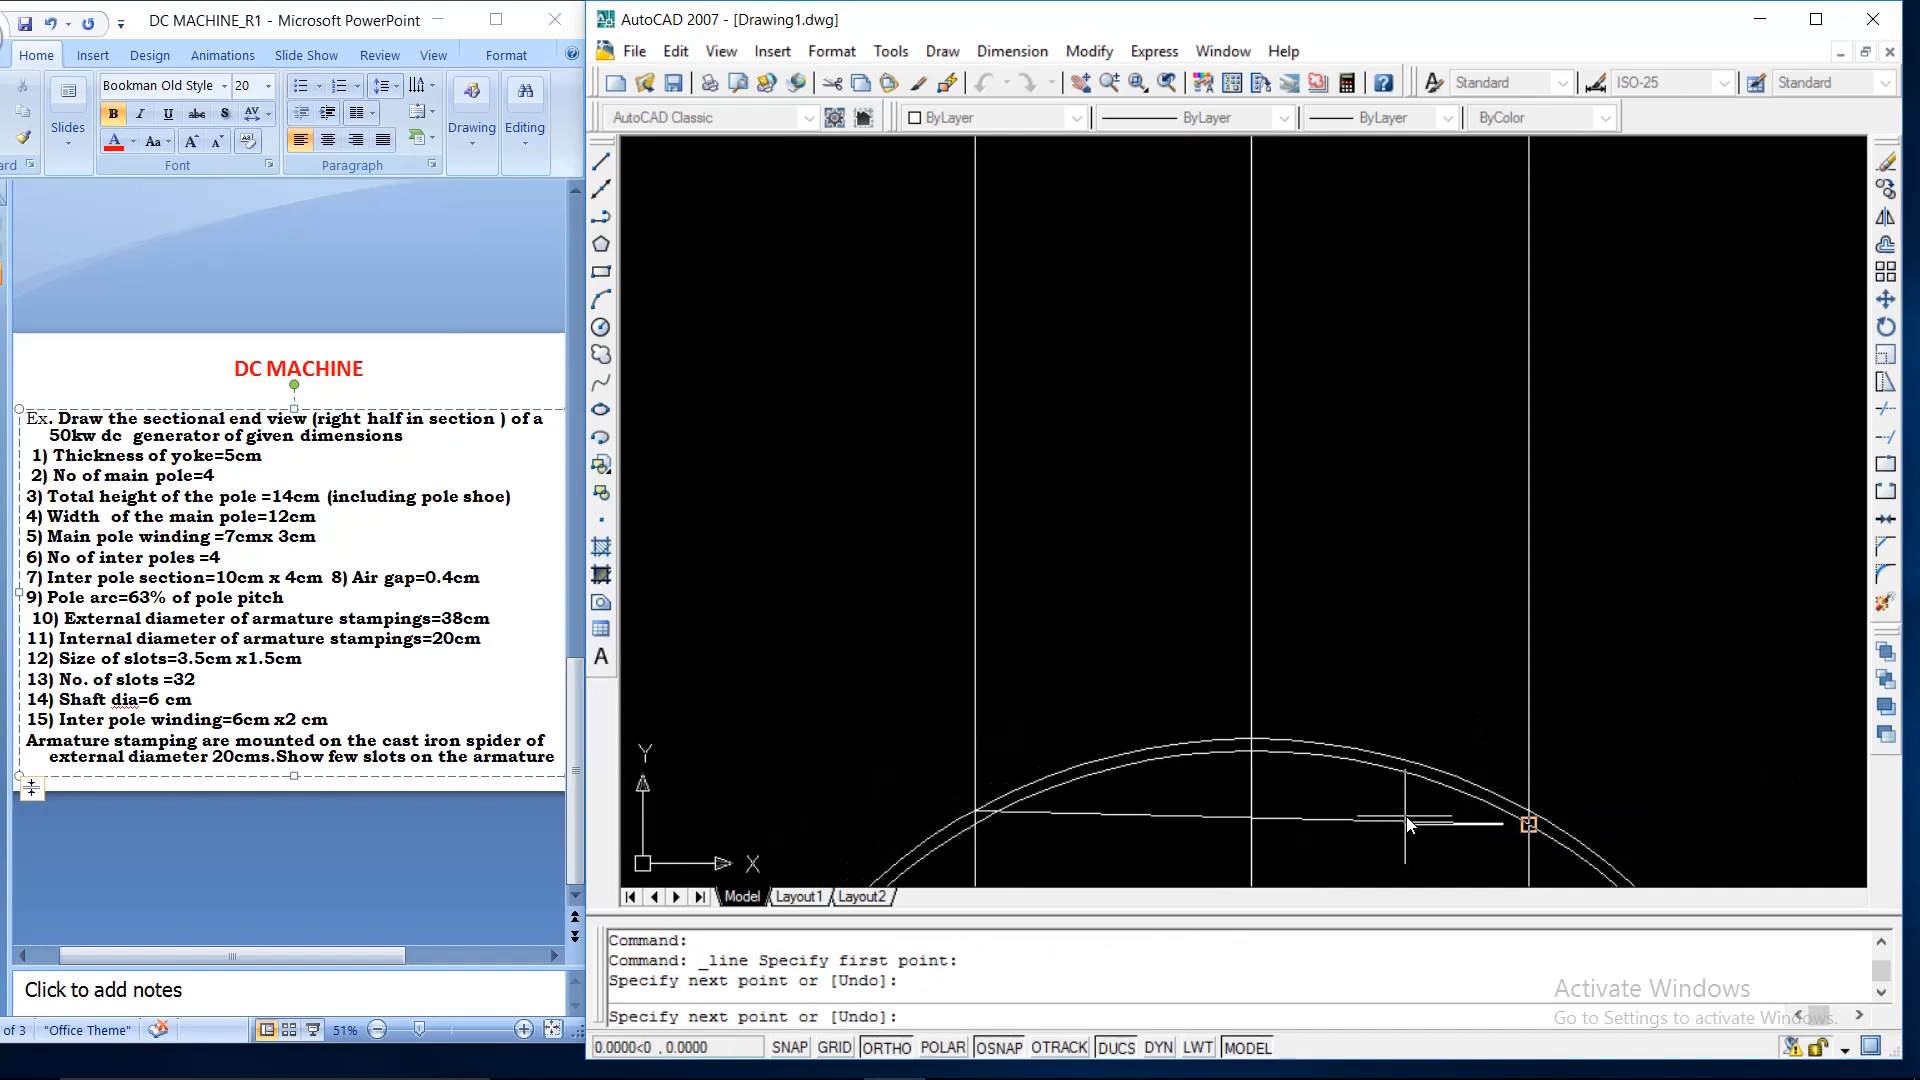 DC MACHINE_R1 - Microsoft PowerPoint
Home Insert Design Animations Slide Show Review View Format
Bookman Old Style 20
Slides Drawing Editing
B I U abc S AV
A Aa A A
ard Font Paragraph
DC MACHINE
Ex. Draw the sectional end view (right half in section ) of a
50kw dc generator of given dimensions
1) Thickness of yoke=5cm
2) No of main pole=4
3) Total height of the pole =14cm (including pole shoe)
4) Width of the main pole=12cm
5) Main pole winding =7cmx 3cm
6) No of inter poles =4
7) Inter pole section=10cm x 4cm 8) Air gap=0.4cm
9) Pole arc=63% of pole pitch
10) External diameter of armature stampings=38cm
11) Internal diameter of armature stampings=20cm
12) Size of slots=3.5cm x1.5cm
13) No. of slots =32
14) Shaft dia=6 cm
15) Inter pole winding=6cm x2 cm
Armature stamping are mounted on the cast iron spider of
external diameter 20cms.Show few slots on the armature
Click to add notes
of 3 "Office Theme" 51%
AutoCAD 2007 - [Drawing1.dwg]
File Edit View Insert Format Tools Draw Dimension Modify Express Window Help
Standard ISO-25 Standard
AutoCAD Classic ByLayer ByLayer ByLayer ByColor
A
Y
X
Model Layout1 Layout2
Command:
Command: _line Specify first point:
Specify next point or [Undo]:
Specify next point or [Undo]:
Activate Windows
Go to Settings to activate Windows.
0.0000<0 , 0.0000 SNAP GRID ORTHO POLAR OSNAP OTRACK DUCS DYN LWT MODEL